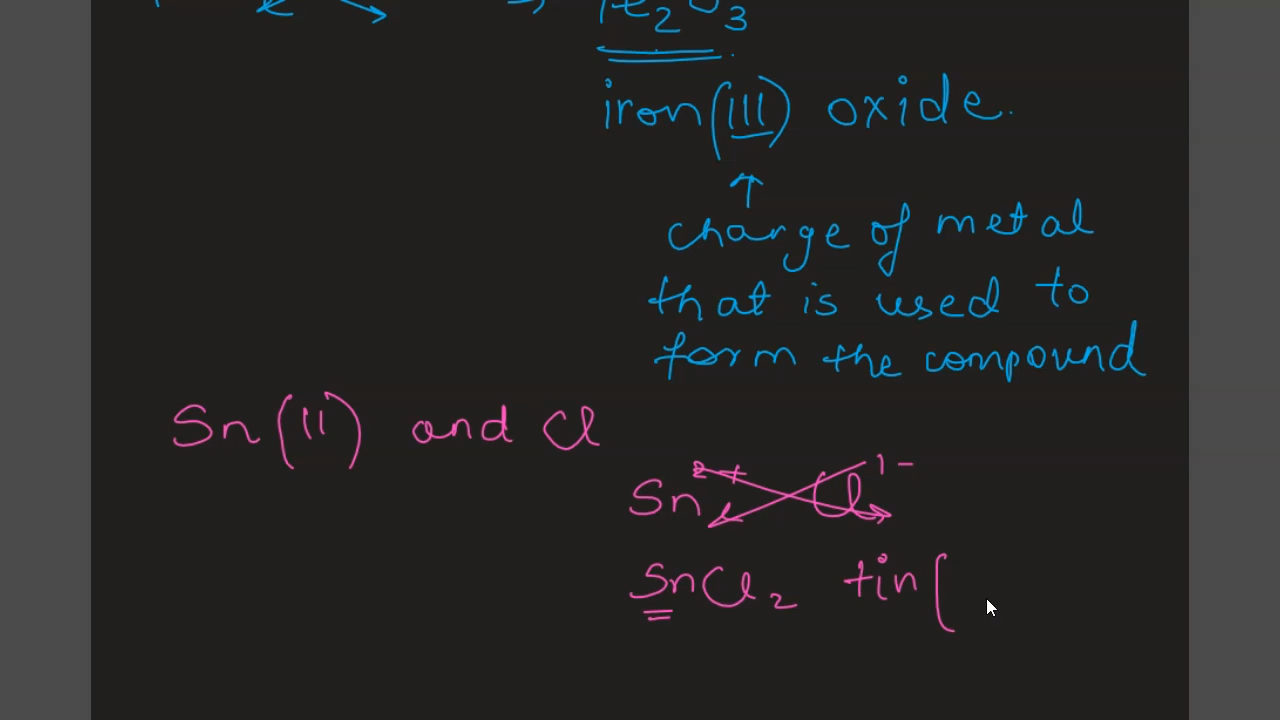 Fe2O3
iron(III) oxide.
↑
charge of metal
that is used to
form the compound
Sn(II) and Cl
Sn 2+ Cl 1-
SnCl2 tin(